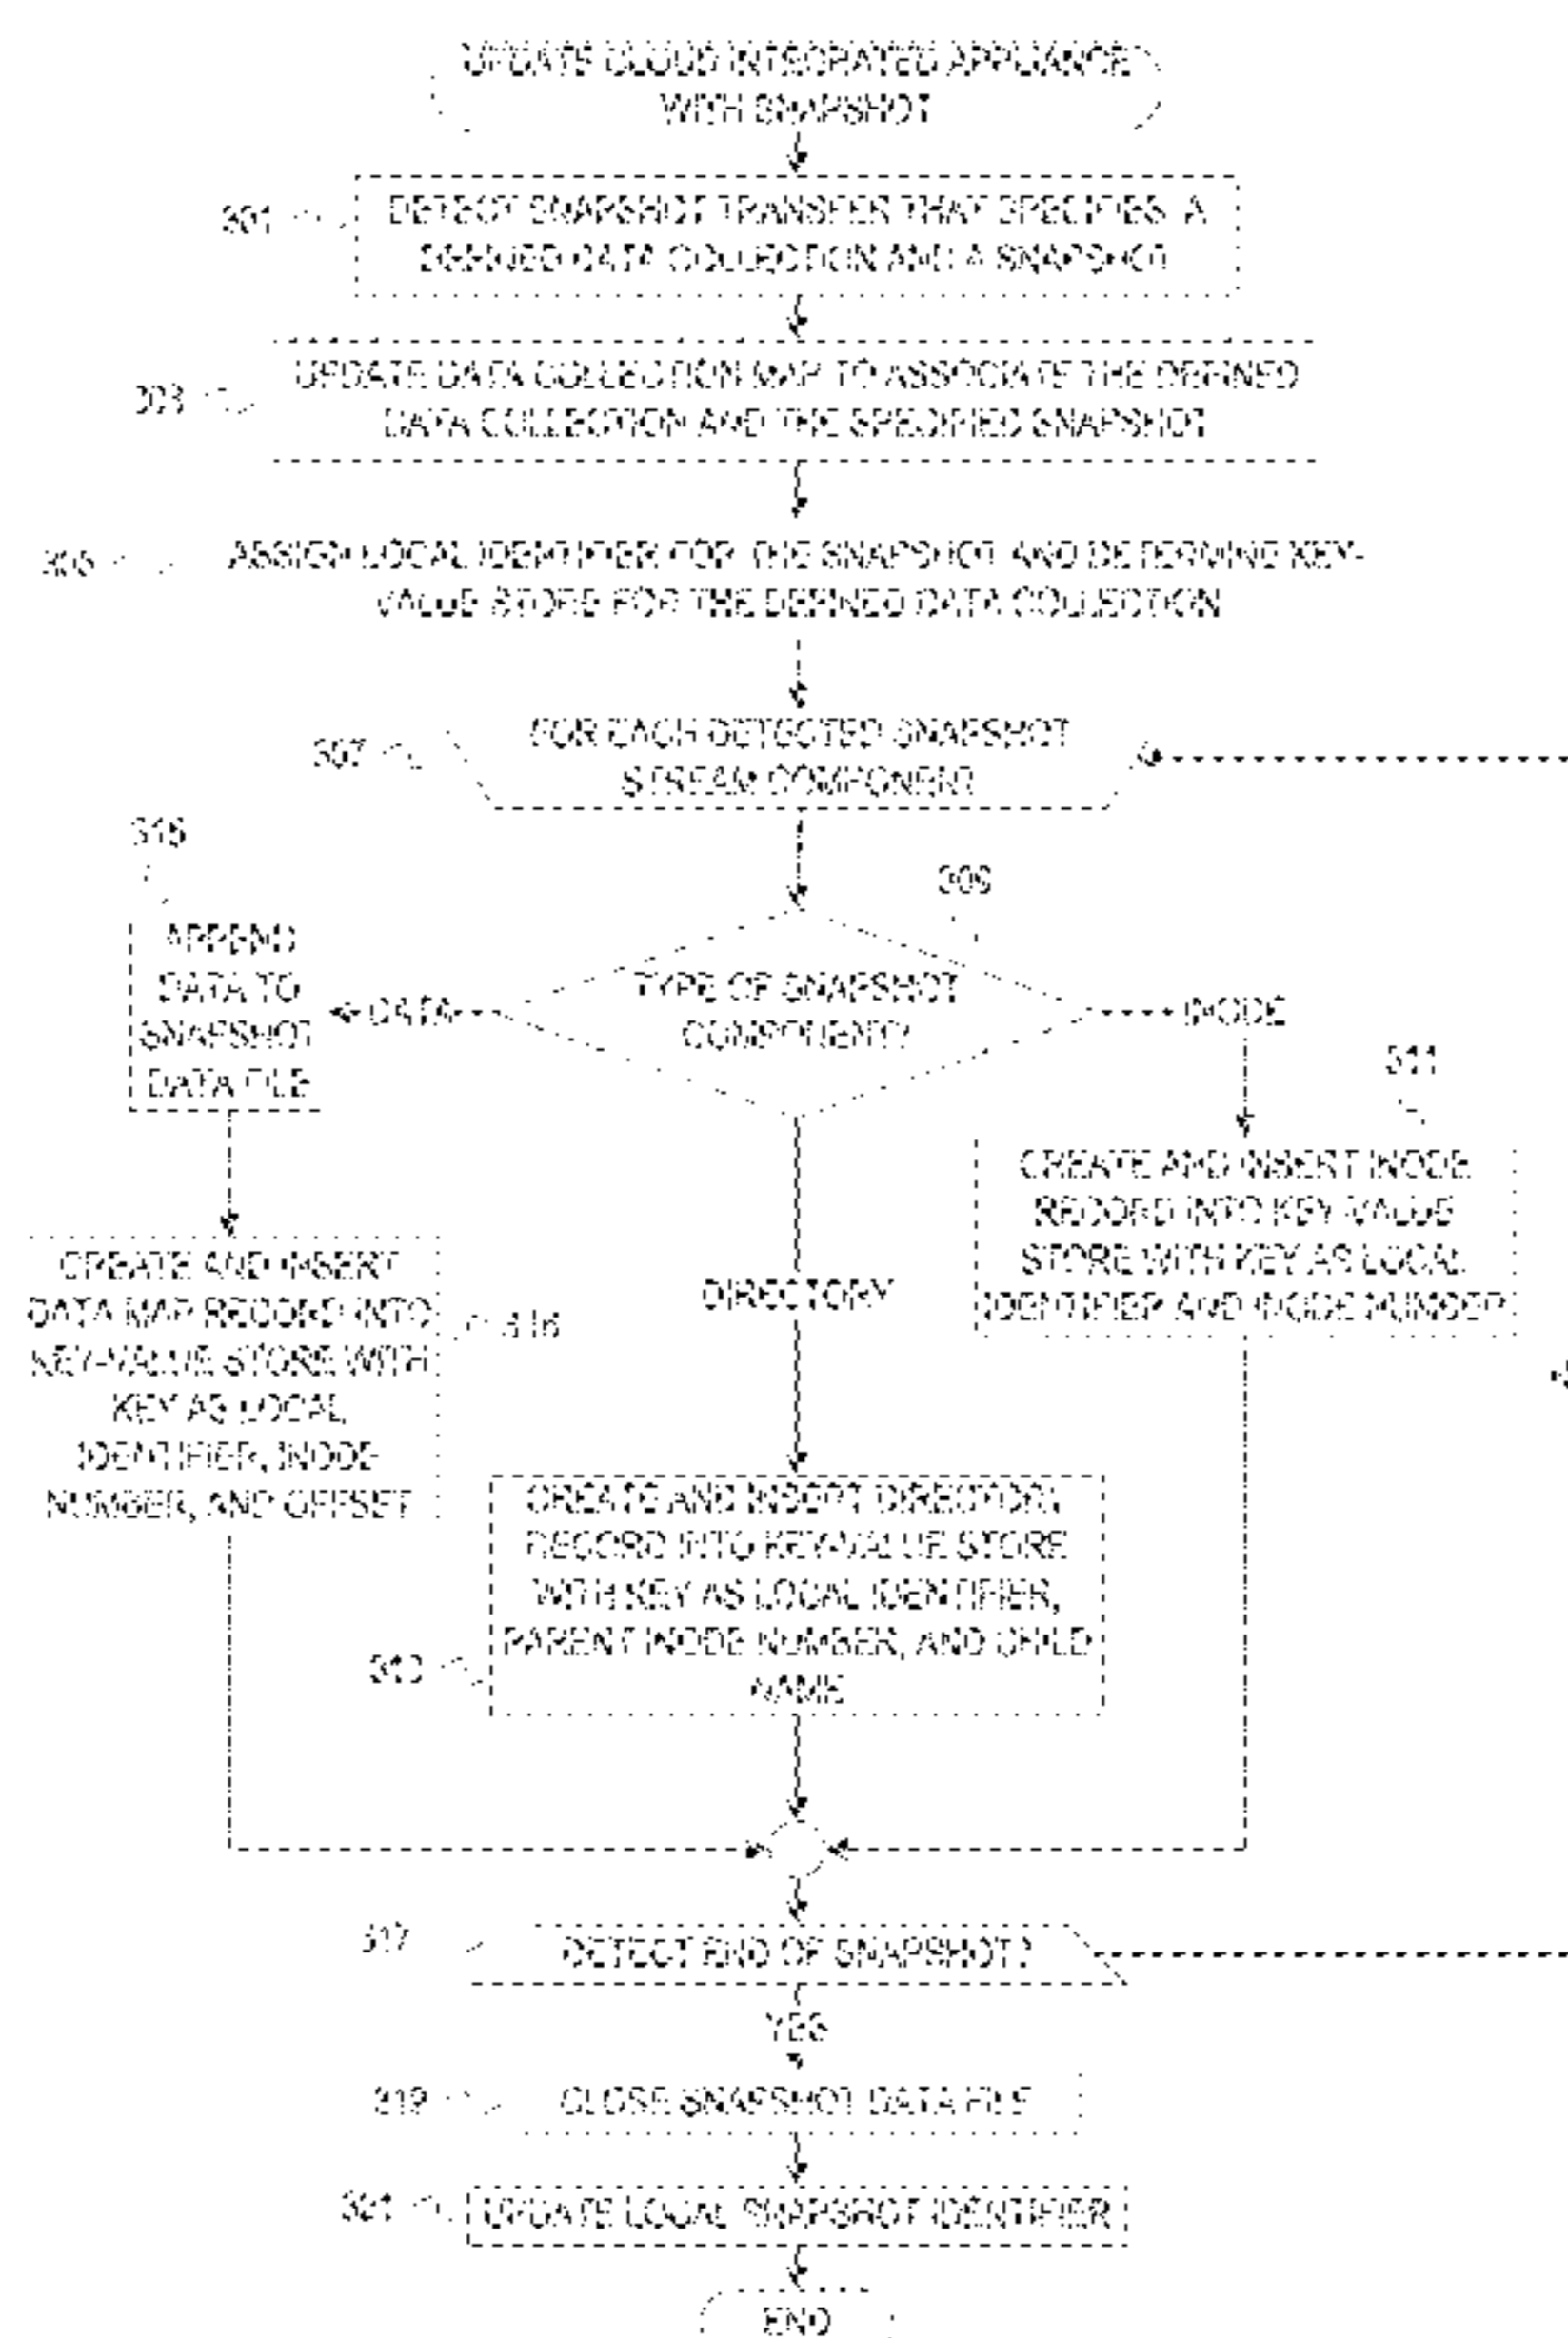 UPDATE CLOUD INTEGRATED APPLIANCE
WITH SNAPSHOT
301
DETECT SNAPSHOT TRANSFER THAT SPECIFIES A
DEFINED DATA COLLECTION AND A SNAPSHOT
303
UPDATE DATA COLLECTION MAP TO ASSOCIATE THE DEFINED
DATA COLLECTION AND THE SPECIFIED SNAPSHOT
305
ASSIGN LOCAL IDENTIFIER FOR THE SNAPSHOT AND DETERMINE KEY-
VALUE STORE FOR THE DEFINED DATA COLLECTION
307
FOR EACH DETECTED SNAPSHOT
STREAM COMPONENT
309
TYPE OF SNAPSHOT
COMPONENT?
DATA
INODE
APPEND
DATA TO
SNAPSHOT
DATA FILE
311
CREATE AND INSERT INODE
RECORD INTO KEY-VALUE
STORE WITH KEY AS LOCAL
IDENTIFIER AND INODE NUMBER
CREATE AND INSERT
DATA MAP RECORD INTO
KEY-VALUE STORE WITH
KEY AS LOCAL
IDENTIFIER, INODE
NUMBER, AND OFFSET
316
DIRECTORY
313
CREATE AND INSERT DIRECTORY
RECORD INTO KEY-VALUE STORE
WITH KEY AS LOCAL IDENTIFIER,
PARENT INODE NUMBER, AND CHILD
NAME
317
DETECT END OF SNAPSHOT?
YES
319
CLOSE SNAPSHOT DATA FILE
321
UPDATE LOCAL SNAPSHOT IDENTIFIER
END